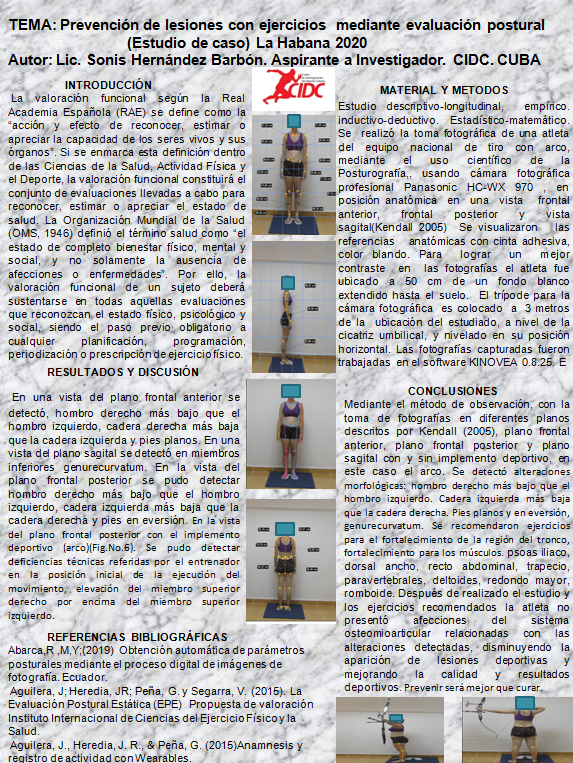 TEMA: Prevención de lesiones con ejercicios mediante evaluación postural
(Estudio de caso) La Habana 2020
Autor: Lic. Sonis Hernández Barbón. Aspirante a Investigador. CIDC. CUBA
INTRODUCCIÓN
La valoración funcional según la Real
Academia Española (RAE) se define como la
"acción y efecto de reconocer, estimar o
apreciar la capacidad de los seres vivos y sus
órganos". Si se enmarca esta definición dentro
de las Ciencias de la Salud, Actividad Física y
el Deporte, la valoración funcional constituirá el
conjunto de evaluaciones llevadas a cabo para
reconocer, estimar o apreciar el estado de
salud, La Organización Mundial de la Salud
(OMS, 1946) definió el término salud como "el
estado de completo bienestar físico, mental y
social, y no solamente la ausencia de
afecciones o enfermedades". Por ello, la
valoración funcional de un sujeto deberá
sustentarse en todas aquellas evaluaciones
que reconozcan el estado físico, psicológico y
social, siendo el paso previo obligatorio a
cualquier planificación, programación,
periodización o prescripción de ejercicio físico.
RESULTADOS Y DISCUSIÓN
En una vista del plano frontal anterior se
detectó, hombro derecho más bajo que el
hombro izquierdo, cadera derecha más baja
que la cadera izquierda y pies planos. En una
vista del plano sagital se detectó en miembros
inferiores genurecurvatum. En la vista del
plano frontal posterior se pudo detectar
hombro derecho más bajo que el hombro
izquierdo, cadera izquierda más baja que la
cadera derecha y pies en eversión. En la vista
del plano frontal posterior con el implemento
deportivo (arco)(Fig.No.6). Se pudo detectar
deficiencias técnicas referidas por el entrenador
en la posición inicial de la ejecución del
movimiento, elevación del miembro superior
derecho por encima del miembro superior
izquierdo.
REFERENCIAS BIBLIOGRÁFICAS
Abarca,R ,M,Y;(2019) Obtención automática de parámetros
posturales mediante el proceso digital de imágenes de
fotografía. Ecuador.
Aguilera, J; Heredia, JR; Peña, G. y Segarra, V. (2015). La
Evaluación Postural Estática (EPE) Propuesta de valoración
Instituto Internacional de Ciencias del Ejercicio Físico y la
Salud.
Aguilera, J., Heredia, J. R., & Peña, G. (2015)Anamnesis y
registro de actividad con Wearables.
CIDC
MATERIAL Y METODOS
Estudio descriptivo-longitudinal, empírico.
inductivo-deductivo. Estadístico-matemático.
Se realizó la toma fotográfica de una atleta
del equipo nacional de tiro con arco,
mediante el uso científico de la
Posturografía,, usando cámara fotográfica
profesional Panasonic HC-WX 970 , en
posición anatómica en una vista frontal
anterior, frontal posterior y vista
sagital(Kendall 2005) Se visualizaron las
referencias anatómicas con cinta adhesiva,
color blando. Para lograr un mejor
contraste en las fotografías el atleta fue
ubicado a 50 cm de un fondo blanco
extendido hasta el suelo. El trípode para la
cámara fotográfica es colocado a 3 metros
de la ubicación del estudiado, a nivel de la
cicatriz umbilical, y nivelado en su posición
horizontal. Las fotografías capturadas fueron
trabajadas en el software KINOVEA 0.8.25. E
CONCLUSIONES
Mediante el método de observación, con la
toma de fotografías en diferentes planos
descritos por Kendall (2005), plano frontal
anterior, plano frontal posterior y plano
sagital con y sin implemento deportivo, en
este caso el arco. Se detectó alteraciones
morfológicas: hombro derecho más bajo que el
hombro izquierdo. Cadera izquierda más baja
que la cadera derecha. Pies planos y en eversión,
genurecurvatum. Se recomendaron ejercicios
para el fortalecimiento de la región del tronco,
fortalecimiento para los músculos. psoas iliaco,
dorsal ancho, recto abdominal, trapecio,
paravertebrales, deltoides, redondo mayor,
romboide. Después de realizado el estudio y
los ejercicios recomendados la atleta no
presentó afecciones del sistema
osteomioarticular relacionadas con las
alteraciones detectadas, disminuyendo la
aparición de lesiones deportivas y
mejorando la calidad y resultados
deportivos. Prevenir será mejor que curar.